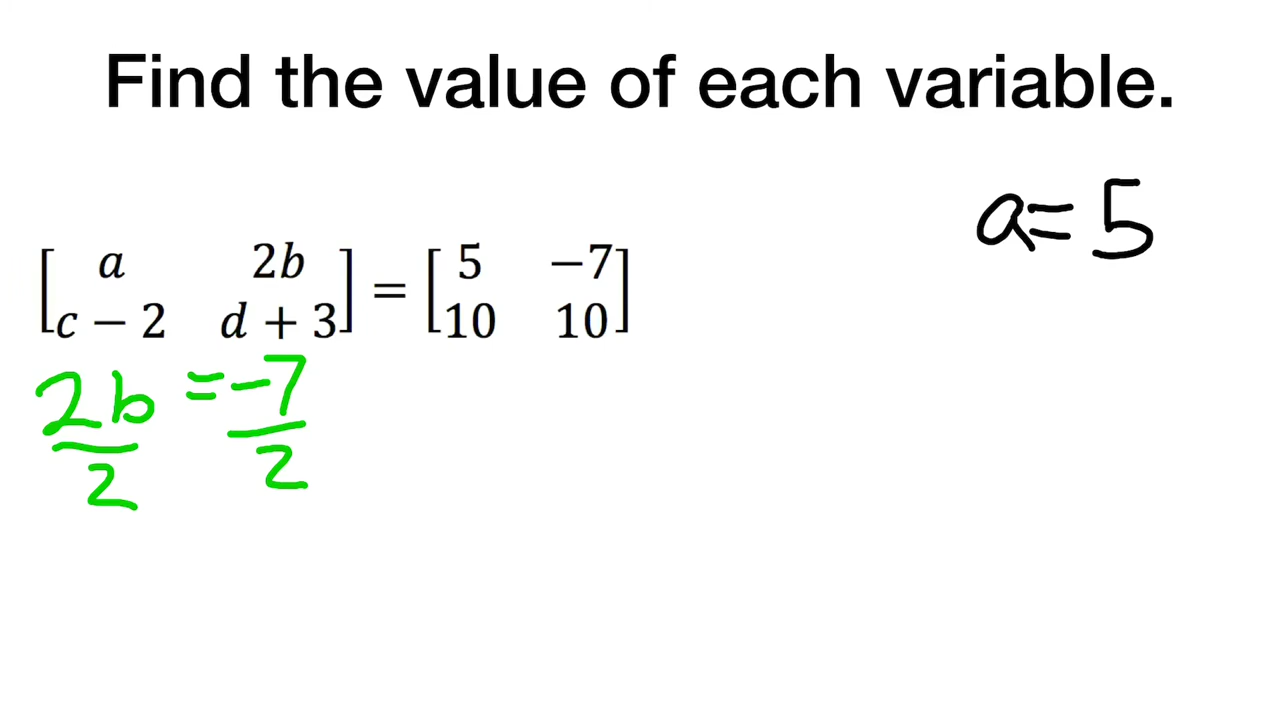 Find the value of each variable.
a = 5
[a 2b] = [5 −7]
[c − 2 d + 3] [10 10]
2b = −7
2 2